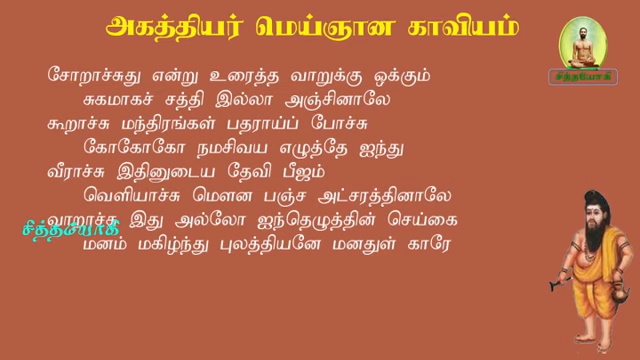 அகத்தியர் மெய்ஞான காவியம்
சித்தயோகி
சோறாச்சுது என்று உரைத்த வாறுக்கு ஒக்கும்
சுகமாகச் சத்தி இல்லா அஞ்சினாலே
கூறாச்சு மந்திரங்கள் பதராய்ப் போச்சு
கோகோகோ நமசிவய எழுத்தே ஐந்து
வீராச்சு இதினுடைய தேவி பீஜம்
வெளியாச்சு மௌன பஞ்ச அட்சரத்தினாலே
வாறாச்சு இது அல்லோ ஐந்தெழுத்தின் செய்கை
சித்தயோகி
மனம் மகிழ்ந்து புலத்தியனே மனதுள் காரே